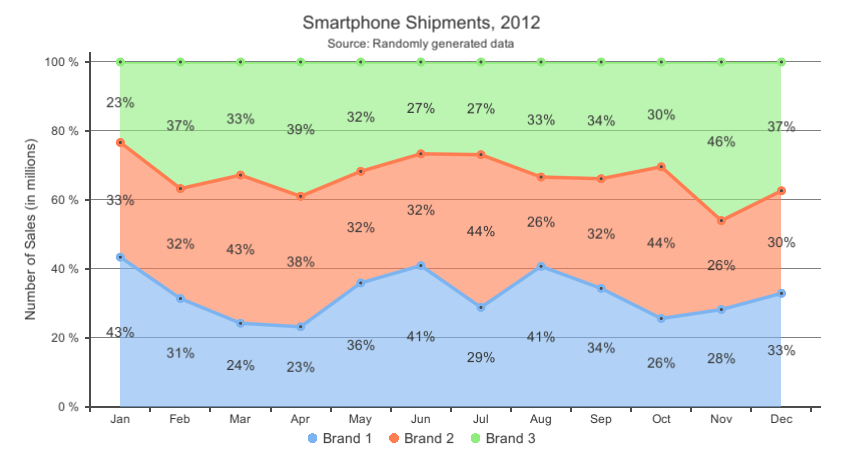 Smartphone Shipments, 2012
Source: Randomly generated data
Number of Sales (in millions)
100 %
80 %
60 %
40 %
20 %
0 %
23% 37% 33% 39% 32% 27% 27% 33% 34% 30% 46% 37%
33% 32% 43% 38% 32% 32% 44% 26% 32% 44% 26% 30%
43% 31% 24% 23% 36% 41% 29% 41% 34% 26% 28% 33%
Jan Feb Mar Apr May Jun Jul Aug Sep Oct Nov Dec
Brand 1 Brand 2 Brand 3